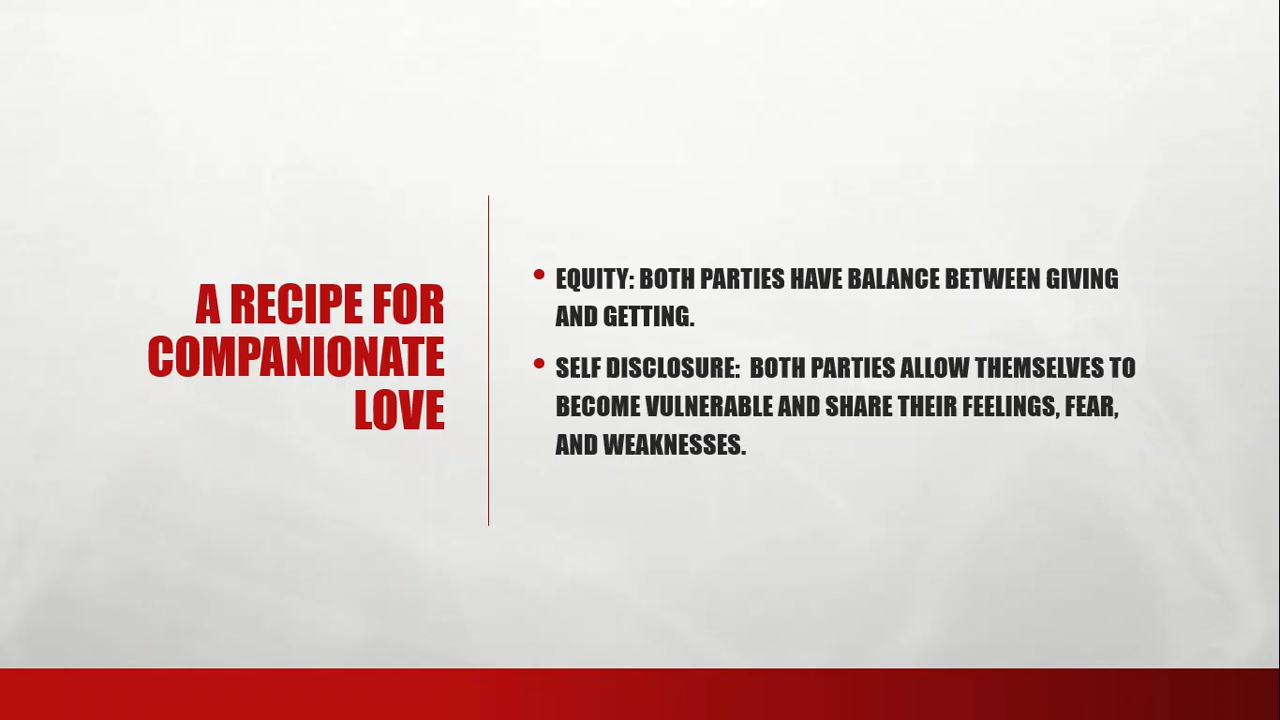 A RECIPE FOR
COMPANIONATE
LOVE
• EQUITY: BOTH PARTIES HAVE BALANCE BETWEEN GIVING
AND GETTING.
• SELF DISCLOSURE:  BOTH PARTIES ALLOW THEMSELVES TO
BECOME VULNERABLE AND SHARE THEIR FEELINGS, FEAR,
AND WEAKNESSES.